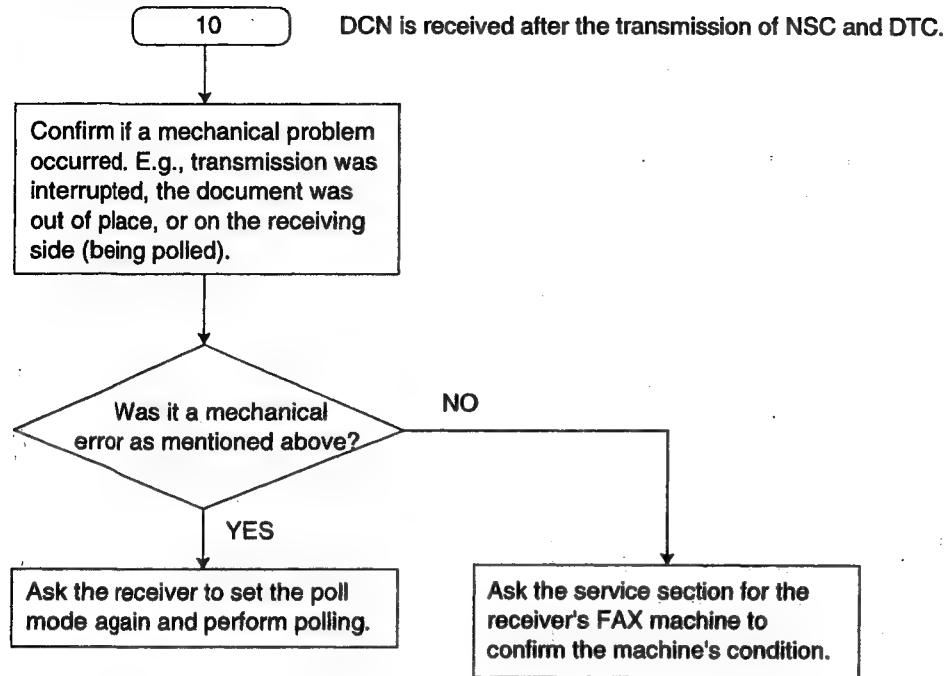 10
DCN is received after the transmission of NSC and DTC.
Confirm if a mechanical problem
occurred. E.g., transmission was
interrupted, the document was
out of place, or on the receiving
side (being polled).
Was it a mechanical
error as mentioned above?
NO
YES
Ask the receiver to set the poll
mode again and perform polling.
Ask the service section for the
receiver's FAX machine to
confirm the machine's condition.